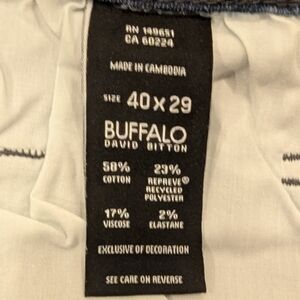 RN 149651
CA 60224
MADE IN CAMBODIA
SIZE 40 x 29
BUFFALO
DAVID BITTON
58% 23%
COTTON REPREVE®
RECYCLED
POLYESTER
17% 2%
VISCOSE ELASTANE
EXCLUSIVE OF DECORATION
SEE CARE ON REVERSE